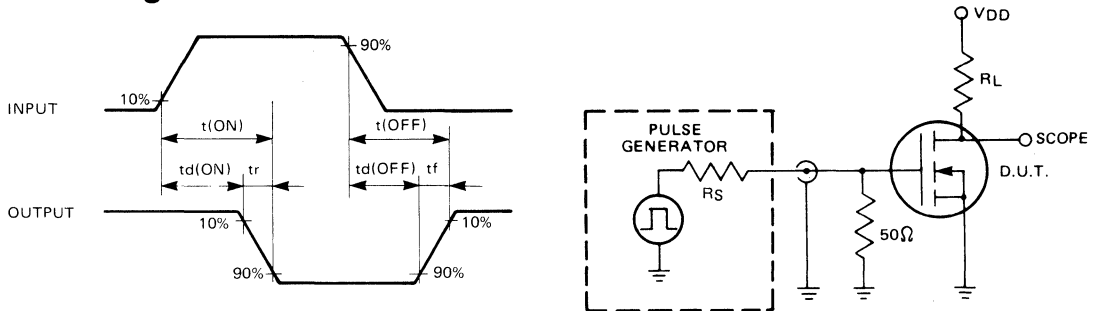 g
INPUT
10%
90%
t(ON)
t(OFF)
td(ON)
tr
td(OFF)
tf
OUTPUT
10%
90%
10%
90%
VDD
RL
SCOPE
D.U.T.
PULSE
GENERATOR
RS
50Ω